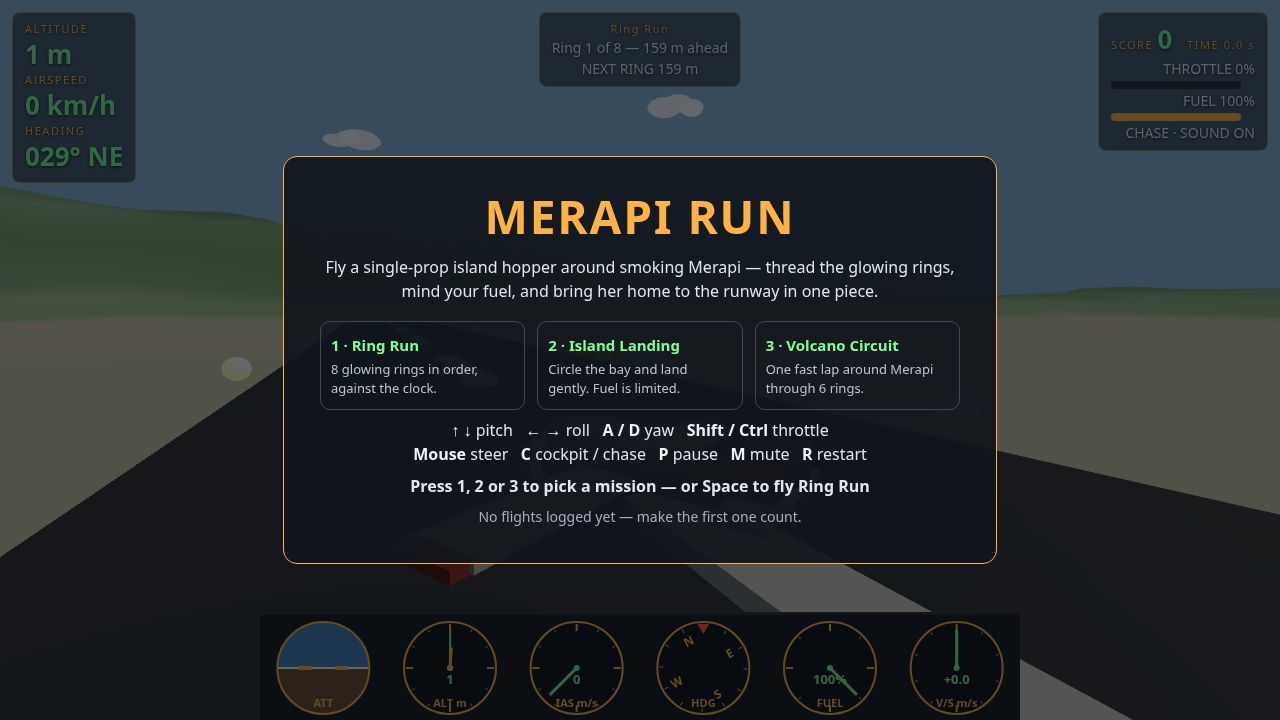 ALTITUDE
1 m
AIRSPEED
0 km/h
HEADING
029° NE
Ring Run
Ring 1 of 8 — 159 m ahead
NEXT RING 159 m
SCORE 0 TIME 0.0 s
THROTTLE 0%
FUEL 100%
CHASE · SOUND ON
MERAPI RUN
Fly a single-prop island hopper around smoking Merapi — thread the glowing rings,
mind your fuel, and bring her home to the runway in one piece.
1 · Ring Run
8 glowing rings in order,
against the clock.
2 · Island Landing
Circle the bay and land
gently. Fuel is limited.
3 · Volcano Circuit
One fast lap around Merapi
through 6 rings.
↑ ↓ pitch ← → roll A / D yaw Shift / Ctrl throttle
Mouse steer C cockpit / chase P pause M mute R restart
Press 1, 2 or 3 to pick a mission — or Space to fly Ring Run
No flights logged yet — make the first one count.
ATT
1
ALT m
0
IAS m/s
N
E
W
S
HDG
100%
FUEL
+0.0
V/S m/s